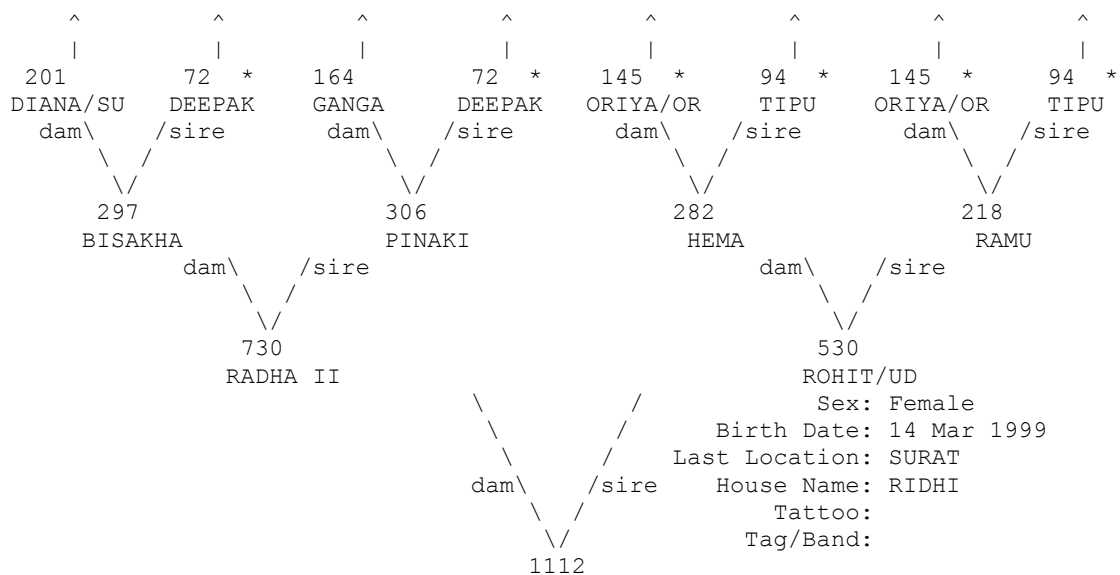 ^ ^ ^ ^ ^ ^ ^ ^
| | | | | | | |
201 72 * 164 72 * 145 * 94 * 145 * 94 *
DIANA/SU DEEPAK GANGA DEEPAK ORIYA/OR TIPU ORIYA/OR TIPU
dam\ /sire dam\ /sire dam\ /sire dam\ /sire
\ / \ / \ / \ /
\/ \/ \/ \/
297 306 282 218
BISAKHA PINAKI HEMA RAMU
dam\ /sire dam\ /sire
\ / \ /
\/ \/
730 530
RADHA II ROHIT/UD
\ / Sex: Female
\ / Birth Date: 14 Mar 1999
\ / Last Location: SURAT
dam\ /sire House Name: RIDHI
\ / Tattoo:
\/ Tag/Band:
1112